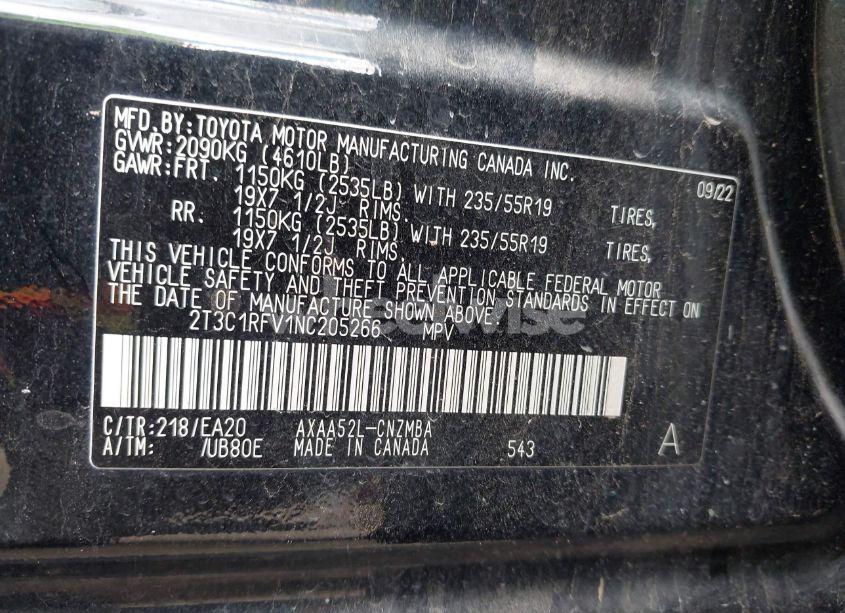 MFD.BY:TOYOTA MOTOR MANUFACTURING CANADA INC.
GVWR:2090KG (4610LB) 09/22
GAWR:FRT. 1150KG (2535LB) WITH 235/55R19 TIRES,
19X7 1/2J RIMS.
RR. 1150KG (2535LB) WITH 235/55R19 TIRES,
19X7 1/2J RIMS.
THIS VEHICLE CONFORMS TO ALL APPLICABLE FEDERAL MOTOR
VEHICLE SAFETY AND THEFT PREVENTION STANDARDS IN EFFECT ON
THE DATE OF MANUFACTURE SHOWN ABOVE.
2T3C1RFV1NC205266 MPV
C/TR:218/EA20 AXAA52L-CNZMBA
A/TM: /UB80E MADE IN CANADA 543 A